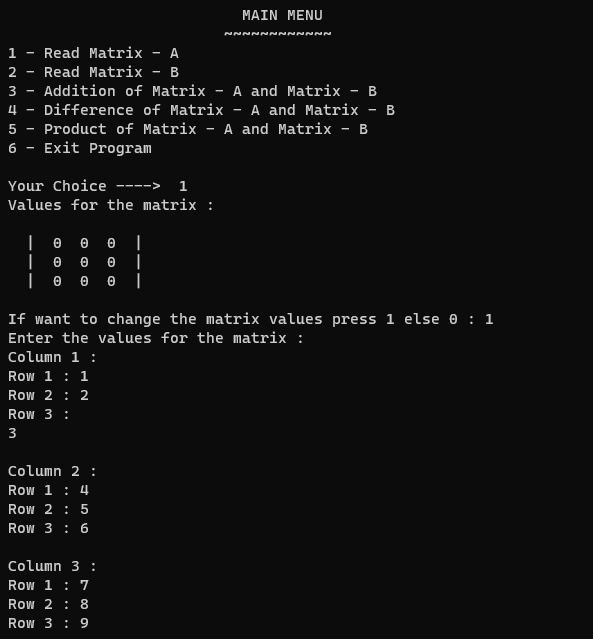 MAIN MENU
~~~~~~~~~~~~
1 - Read Matrix - A
2 - Read Matrix - B
3 - Addition of Matrix - A and Matrix - B
4 - Difference of Matrix - A and Matrix - B
5 - Product of Matrix - A and Matrix - B
6 - Exit Program
Your Choice ---->  1
Values for the matrix :
|  0  0  0  |
|  0  0  0  |
|  0  0  0  |
If want to change the matrix values press 1 else 0 : 1
Enter the values for the matrix :
Column 1 :
Row 1 : 1
Row 2 : 2
Row 3 :
3
Column 2 :
Row 1 : 4
Row 2 : 5
Row 3 : 6
Column 3 :
Row 1 : 7
Row 2 : 8
Row 3 : 9